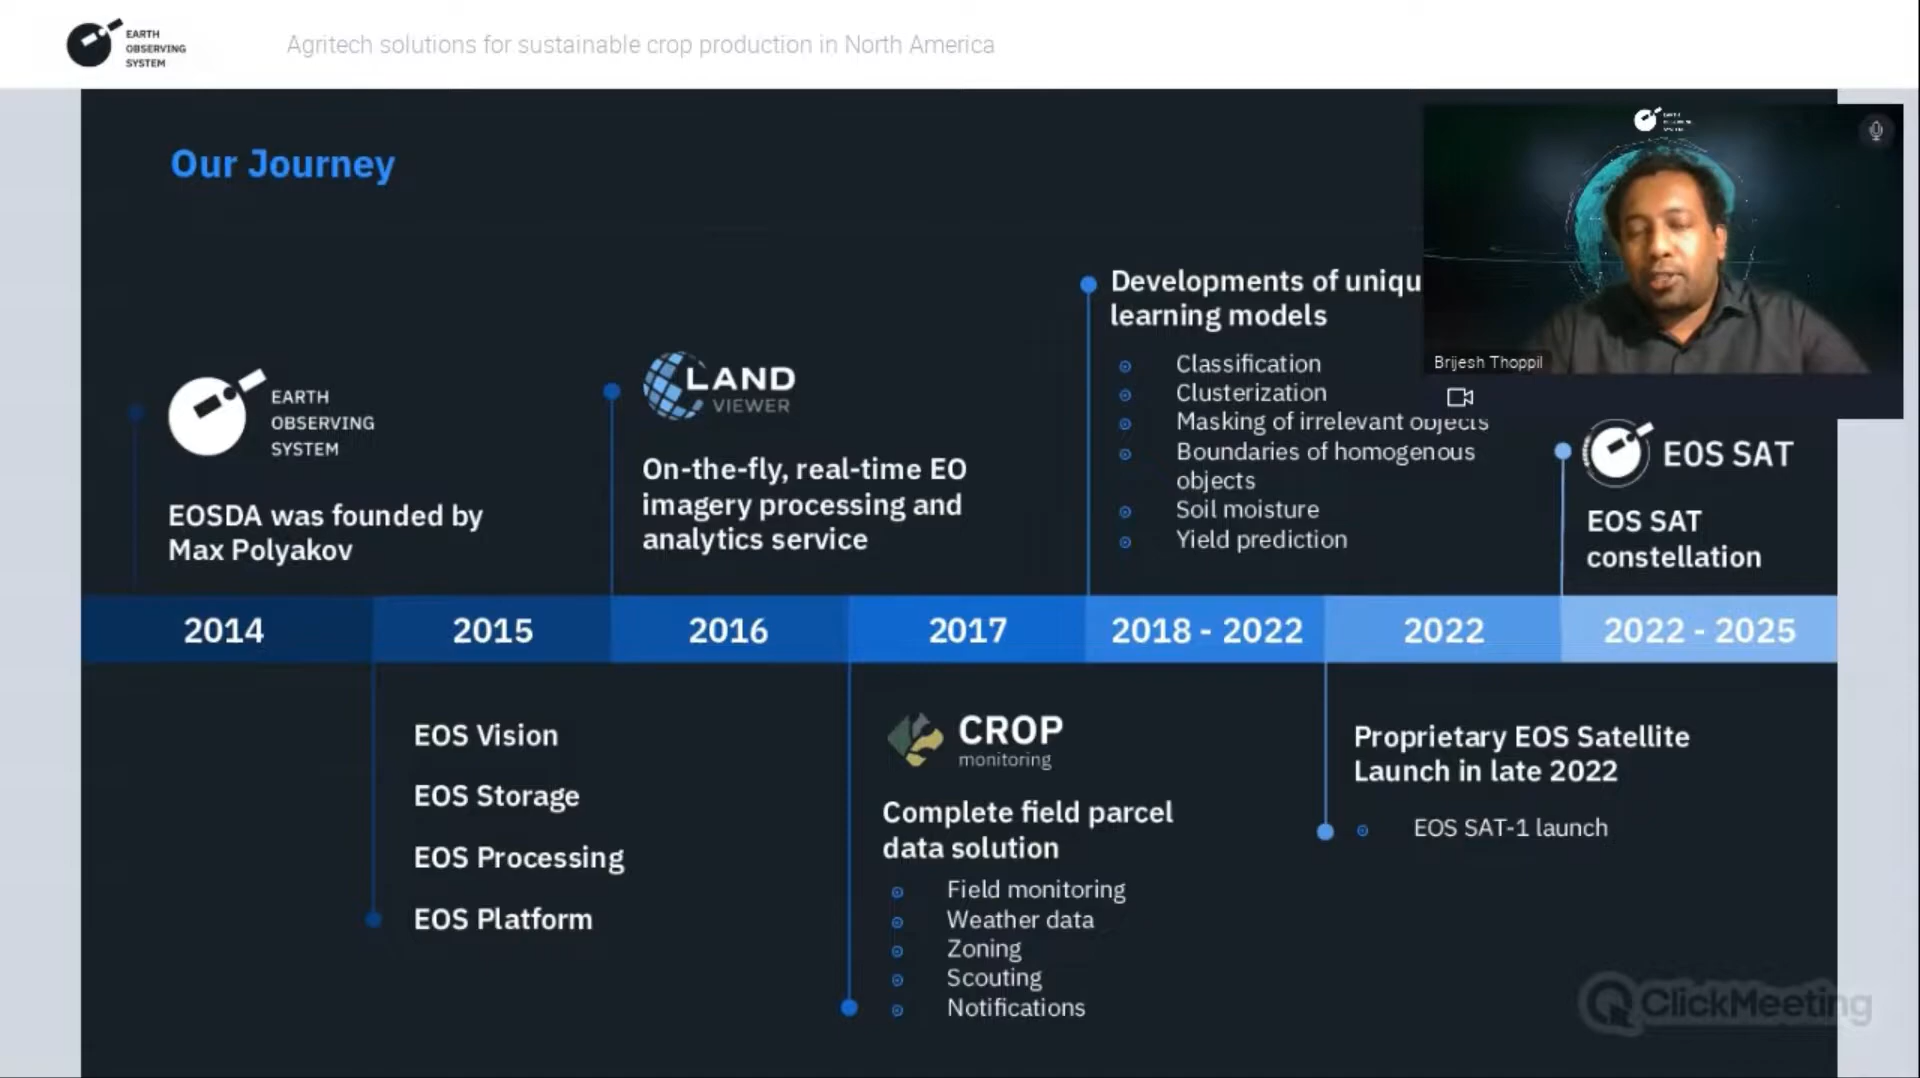 EARTH
OBSERVING
SYSTEM
Agritech solutions for sustainable crop production in North America
Our Journey
EARTH
OBSERVING
SYSTEM
EOSDA was founded by
Max Polyakov
LAND
VIEWER
On-the-fly, real-time EO
imagery processing and
analytics service
Developments of uniqu
learning models
Classification
Clusterization
Masking of irrelevant objects
Boundaries of homogenous
objects
Soil moisture
Yield prediction
Brijesh Thoppil
EOS SAT
EOS SAT
constellation
2014
2015
2016
2017
2018 - 2022
2022
2022 - 2025
EOS Vision
EOS Storage
EOS Processing
EOS Platform
CROP
monitoring
Complete field parcel
data solution
Field monitoring
Weather data
Zoning
Scouting
Notifications
Proprietary EOS Satellite
Launch in late 2022
EOS SAT-1 launch
ClickMeeting